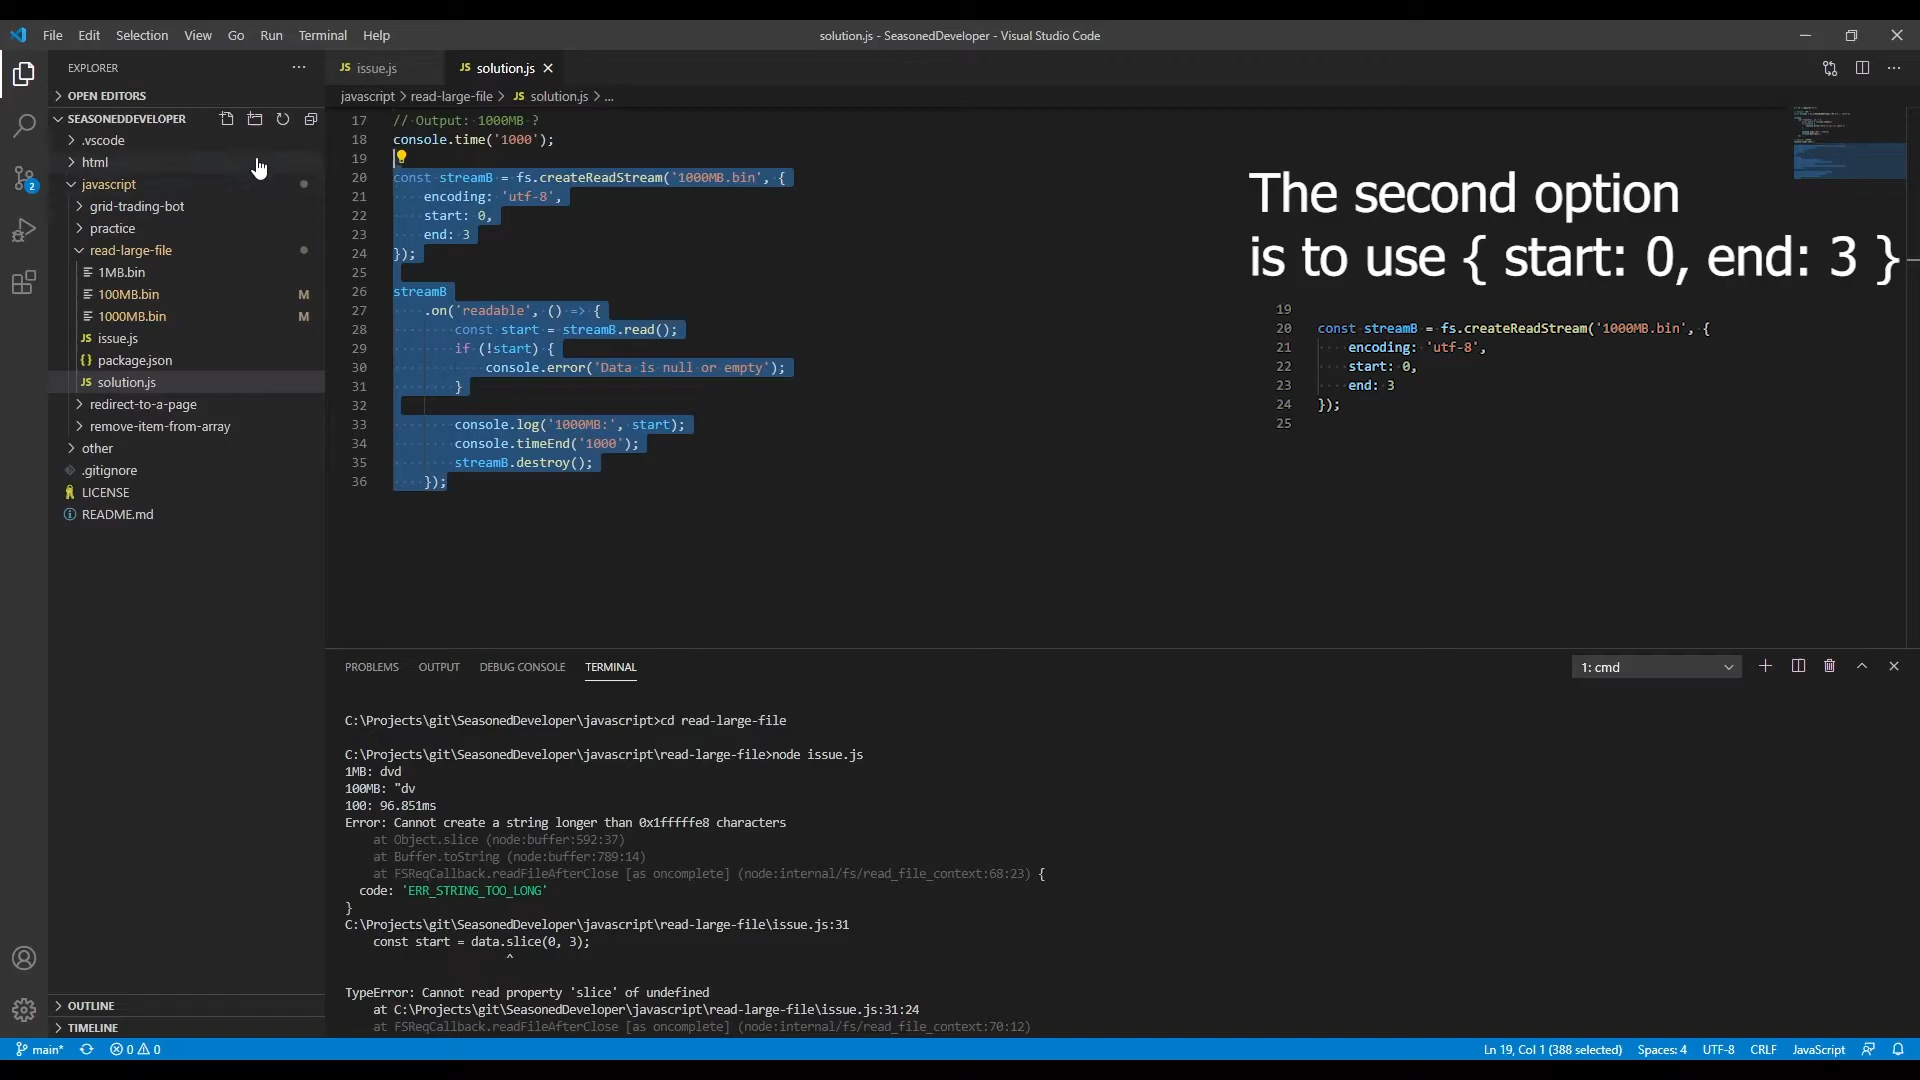 File Edit Selection View Go Run Terminal Help
solution.js - SeasonedDeveloper - Visual Studio Code
EXPLORER
OPEN EDITORS
SEASONEDDEVELOPER
.vscode
html
javascript
grid-trading-bot
practice
read-large-file
1MB.bin
100MB.bin M
1000MB.bin M
JS issue.js
{} package.json
JS solution.js
redirect-to-a-page
remove-item-from-array
other
.gitignore
LICENSE
README.md
OUTLINE
TIMELINE
2
JS issue.js
JS solution.js
javascript > read-large-file > JS solution.js > ...
17 // Output: 1000MB ?
18 console.time('1000');
19
20 const streamB = fs.createReadStream('1000MB.bin', {
21 encoding: 'utf-8',
22 start: 0,
23 end: 3
24 });
25
26 streamB
27 .on('readable', () => {
28 const start = streamB.read();
29 if (!start) {
30 console.error('Data is null or empty');
31 }
32
33 console.log('1000MB:', start);
34 console.timeEnd('1000');
35 streamB.destroy();
36 });
The second option
is to use { start: 0, end: 3 }
19
20 const streamB = fs.createReadStream('1000MB.bin', {
21 encoding: 'utf-8',
22 start: 0,
23 end: 3
24 });
25
PROBLEMS OUTPUT DEBUG CONSOLE TERMINAL
1: cmd
C:\Projects\git\SeasonedDeveloper\javascript>cd read-large-file
C:\Projects\git\SeasonedDeveloper\javascript\read-large-file>node issue.js
1MB: dvd
100MB: "dv
100: 96.851ms
Error: Cannot create a string longer than 0x1fffffe8 characters
at Object.slice (node:buffer:592:37)
at Buffer.toString (node:buffer:789:14)
at FSReqCallback.readFileAfterClose [as oncomplete] (node:internal/fs/read_file_context:68:23) {
code: 'ERR_STRING_TOO_LONG'
}
C:\Projects\git\SeasonedDeveloper\javascript\read-large-file\issue.js:31
const start = data.slice(0, 3);
^
TypeError: Cannot read property 'slice' of undefined
at C:\Projects\git\SeasonedDeveloper\javascript\read-large-file\issue.js:31:24
at FSReqCallback.readFileAfterClose [as oncomplete] (node:internal/fs/read_file_context:70:12)
main* 0 0
Ln 19, Col 1 (388 selected) Spaces: 4 UTF-8 CRLF JavaScript